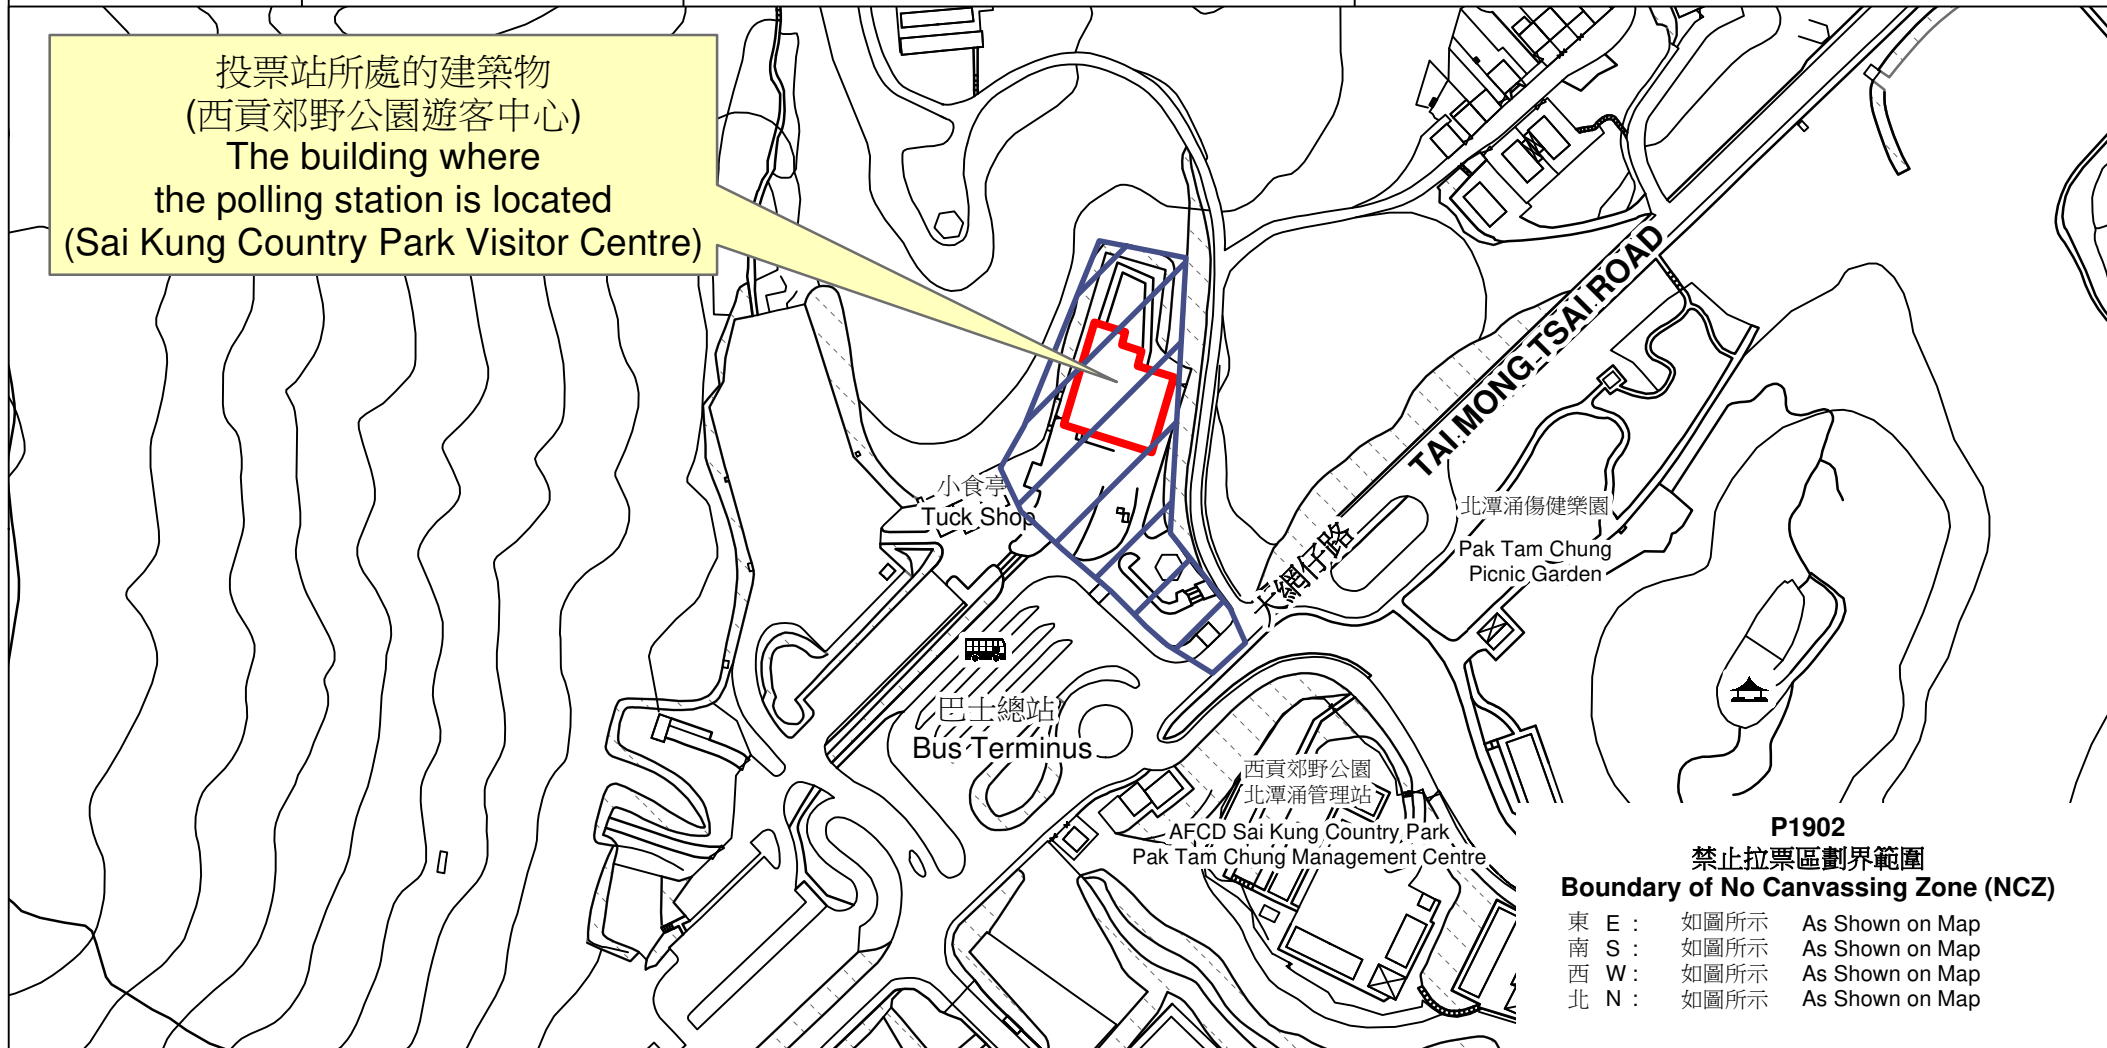 投票站所處的建築物
(西貢郊野公園遊客中心)
The building where
the polling station is located
(Sai Kung Country Park Visitor Centre)
TAI MONG TSAI ROAD
大網仔路
小食亭
Tuck Shop
北潭涌傷健樂園
Pak Tam Chung
Picnic Garden
巴士總站
Bus Terminus
西貢郊野公園
北潭涌管理站
AFCD Sai Kung Country Park
Pak Tam Chung Management Centre
P1902
禁止拉票區劃界範圍
Boundary of No Canvassing Zone (NCZ)
東 E : 如圖所示 As Shown on Map
南 S : 如圖所示 As Shown on Map
西 W : 如圖所示 As Shown on Map
北 N : 如圖所示 As Shown on Map